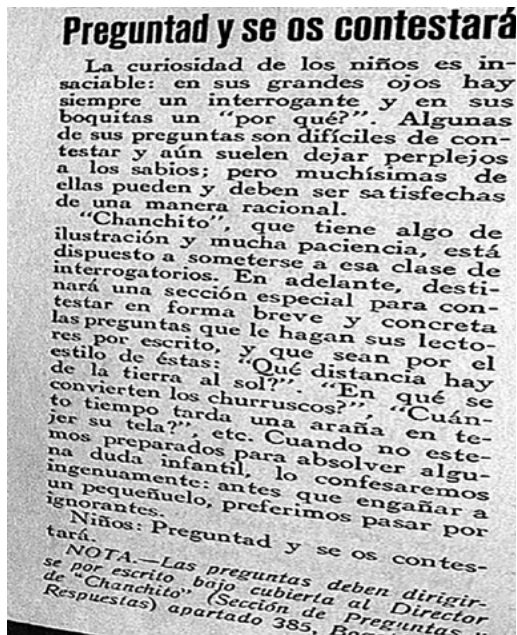 Preguntad y se os contestará
La curiosidad de los niños es in-
saciable: en sus grandes ojos hay
siempre un interrogante y en sus
boquitas un "por qué?". Algunas
de sus preguntas son difíciles de con-
testar y aún suelen dejar perplejos
a los sabios; pero muchísimas de
ellas pueden y deben ser satisfechas
de una manera racional.
"Chanchito", que tiene algo de
ilustración y mucha paciencia, está
dispuesto a someterse a esa clase de
interrogatorios. En adelante, desti-
nará una sección especial para con-
testar en forma breve y concreta
las preguntas que le hagan sus lecto-
res por escrito, y que sean por el
estilo de éstas: "Qué distancia hay
de la tierra al sol?". "En qué se
convierten los churruscos?", "Cuán-
to tiempo tarda una araña en te-
jer su tela?", etc. Cuando no este-
mos preparados para absolver algu-
na duda infantil, lo confesaremos
ingenuamente: antes que engañar a
un pequeñuelo, preferimos pasar por
ignorantes.
Niños: Preguntad y se os contes-
tará.
NOTA.—Las preguntas deben dirigir-
se por escrito bajo cubierta al Director
de "Chanchito" (Sección de Preguntas
Respuestas) apartado 385,